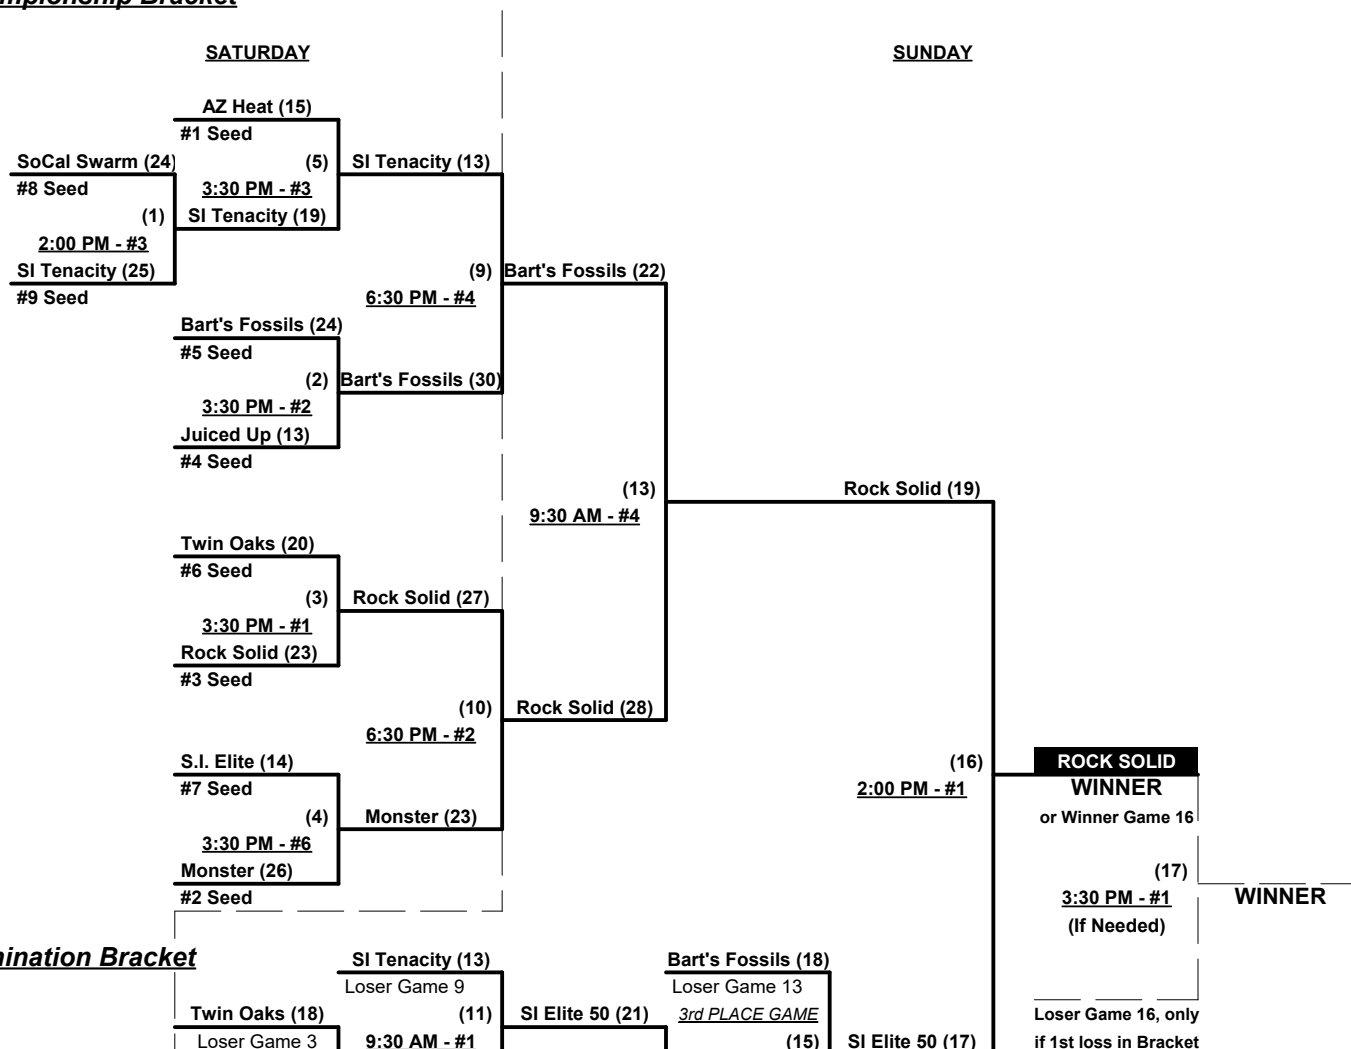 mpionship Bracket
SATURDAY
SUNDAY
AZ Heat (15)
#1 Seed
SoCal Swarm (24)
(5)
SI Tenacity (13)
#8 Seed
3:30 PM - #3
(1)
SI Tenacity (19)
2:00 PM - #3
SI Tenacity (25)
(9)
Bart's Fossils (22)
#9 Seed
6:30 PM - #4
Bart's Fossils (24)
#5 Seed
(2)
Bart's Fossils (30)
3:30 PM - #2
Juiced Up (13)
#4 Seed
(13)
Rock Solid (19)
9:30 AM - #4
Twin Oaks (20)
#6 Seed
(3)
Rock Solid (27)
3:30 PM - #1
Rock Solid (23)
#3 Seed
(10)
Rock Solid (28)
6:30 PM - #2
S.I. Elite (14)
(16)
ROCK SOLID
#7 Seed
2:00 PM - #1
WINNER
(4)
Monster (23)
or Winner Game 16
3:30 PM - #6
Monster (26)
(17)
#2 Seed
3:30 PM - #1
WINNER
(If Needed)
ination Bracket
SI Tenacity (13)
Bart's Fossils (18)
Loser Game 9
Loser Game 13
Twin Oaks (18)
(11)
SI Elite 50 (21)
3rd PLACE GAME
Loser Game 16, only
Loser Game 3
9:30 AM - #1
(15)
SI Elite 50 (17)
if 1st loss in Bracket